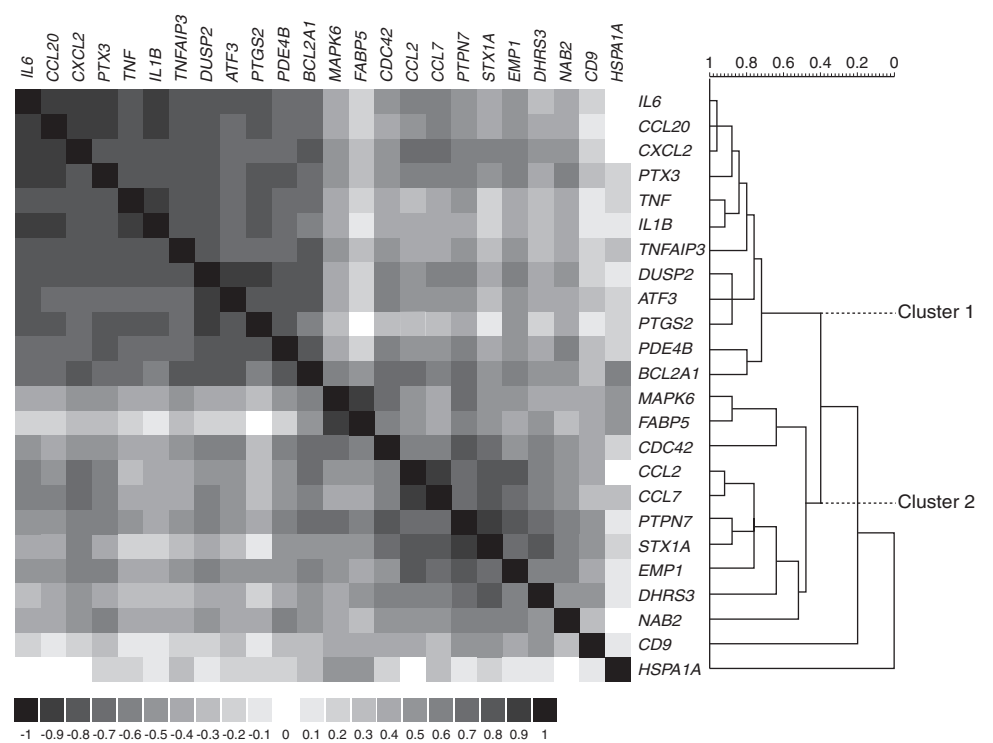 IL6 CCL20 CXCL2 PTX3 TNF IL1B TNFAIP3 DUSP2 ATF3 PTGS2 PDE4B BCL2A1 MAPK6 FABP5 CDC42 CCL2 CCL7 PTPN7 STX1A EMP1 DHRS3 NAB2 CD9 HSPA1A
1 0.8 0.6 0.4 0.2 0
IL6
CCL20
CXCL2
PTX3
TNF
IL1B
TNFAIP3
DUSP2
ATF3
PTGS2
PDE4B
BCL2A1
MAPK6
FABP5
CDC42
CCL2
CCL7
PTPN7
STX1A
EMP1
DHRS3
NAB2
CD9
HSPA1A
Cluster 1
Cluster 2
-1 -0.9 -0.8 -0.7 -0.6 -0.5 -0.4 -0.3 -0.2 -0.1 0 0.1 0.2 0.3 0.4 0.5 0.6 0.7 0.8 0.9 1